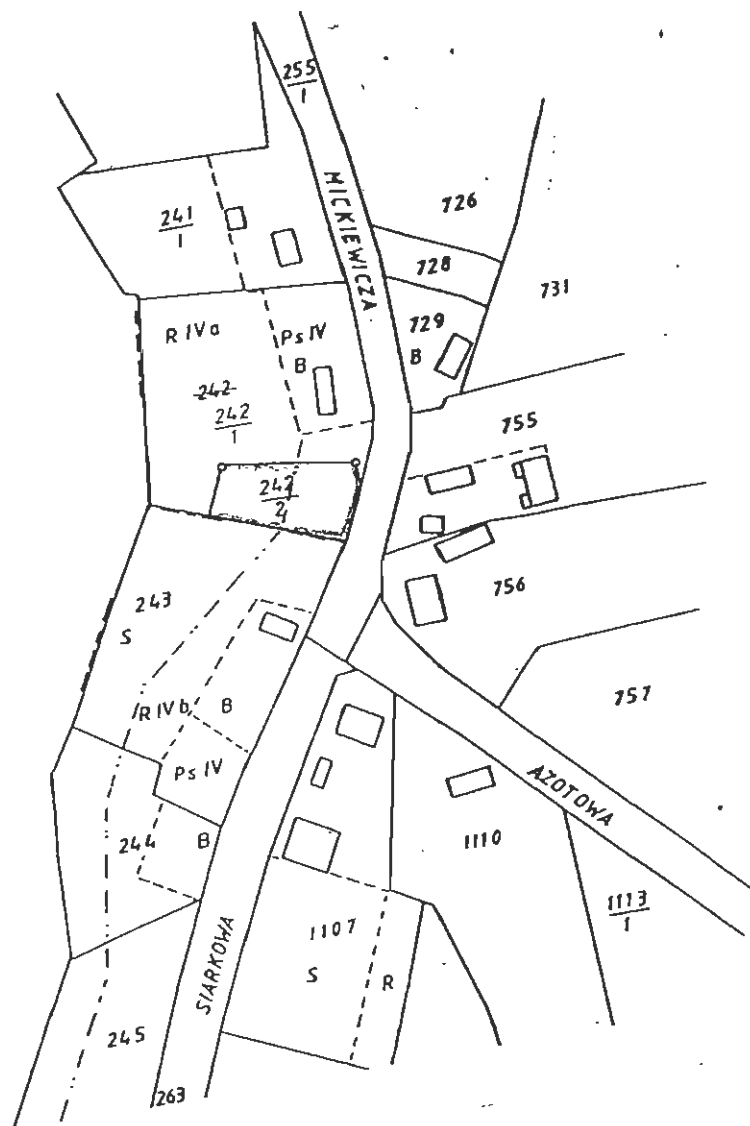 255
1
MICKIEWICZA
726
241
1
728
731
R IVa
Ps IV
729
B
B
242
242
1
755
242
2
756
243
S
757
R IVb
B
Ps IV
AZOTOWA
244
B
1110
1113
1
1107
SIARKOWA
S
R
245
263